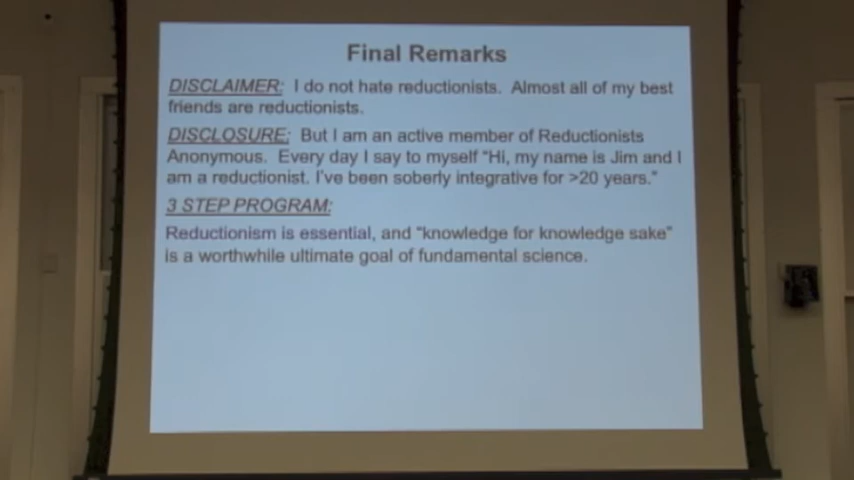 Final Remarks
DISCLAIMER: I do not hate reductionists. Almost all of my best
friends are reductionists.
DISCLOSURE: But I am an active member of Reductionists
Anonymous. Every day I say to myself "Hi, my name is Jim and I
am a reductionist. I've been soberly integrative for >20 years."
3 STEP PROGRAM:
Reductionism is essential, and "knowledge for knowledge sake"
is a worthwhile ultimate goal of fundamental science.